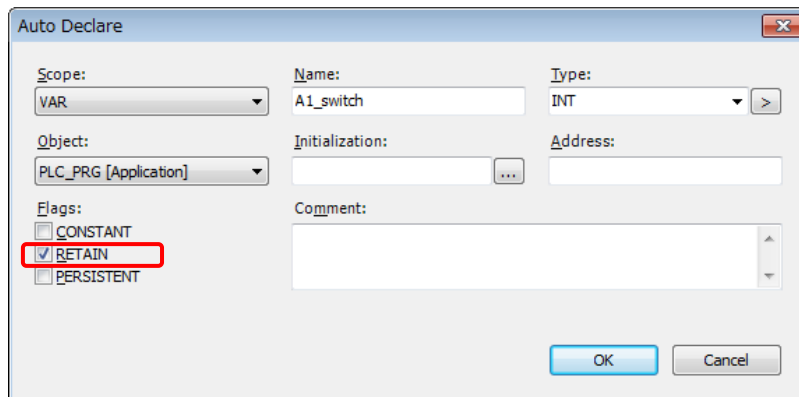 Auto Declare
Scope:
Name:
Type:
VAR
A1_switch
INT
>
Object:
Initialization:
Address:
PLC_PRG [Application]
...
Flags:
Comment:
CONSTANT
RETAIN
PERSISTENT
OK
Cancel